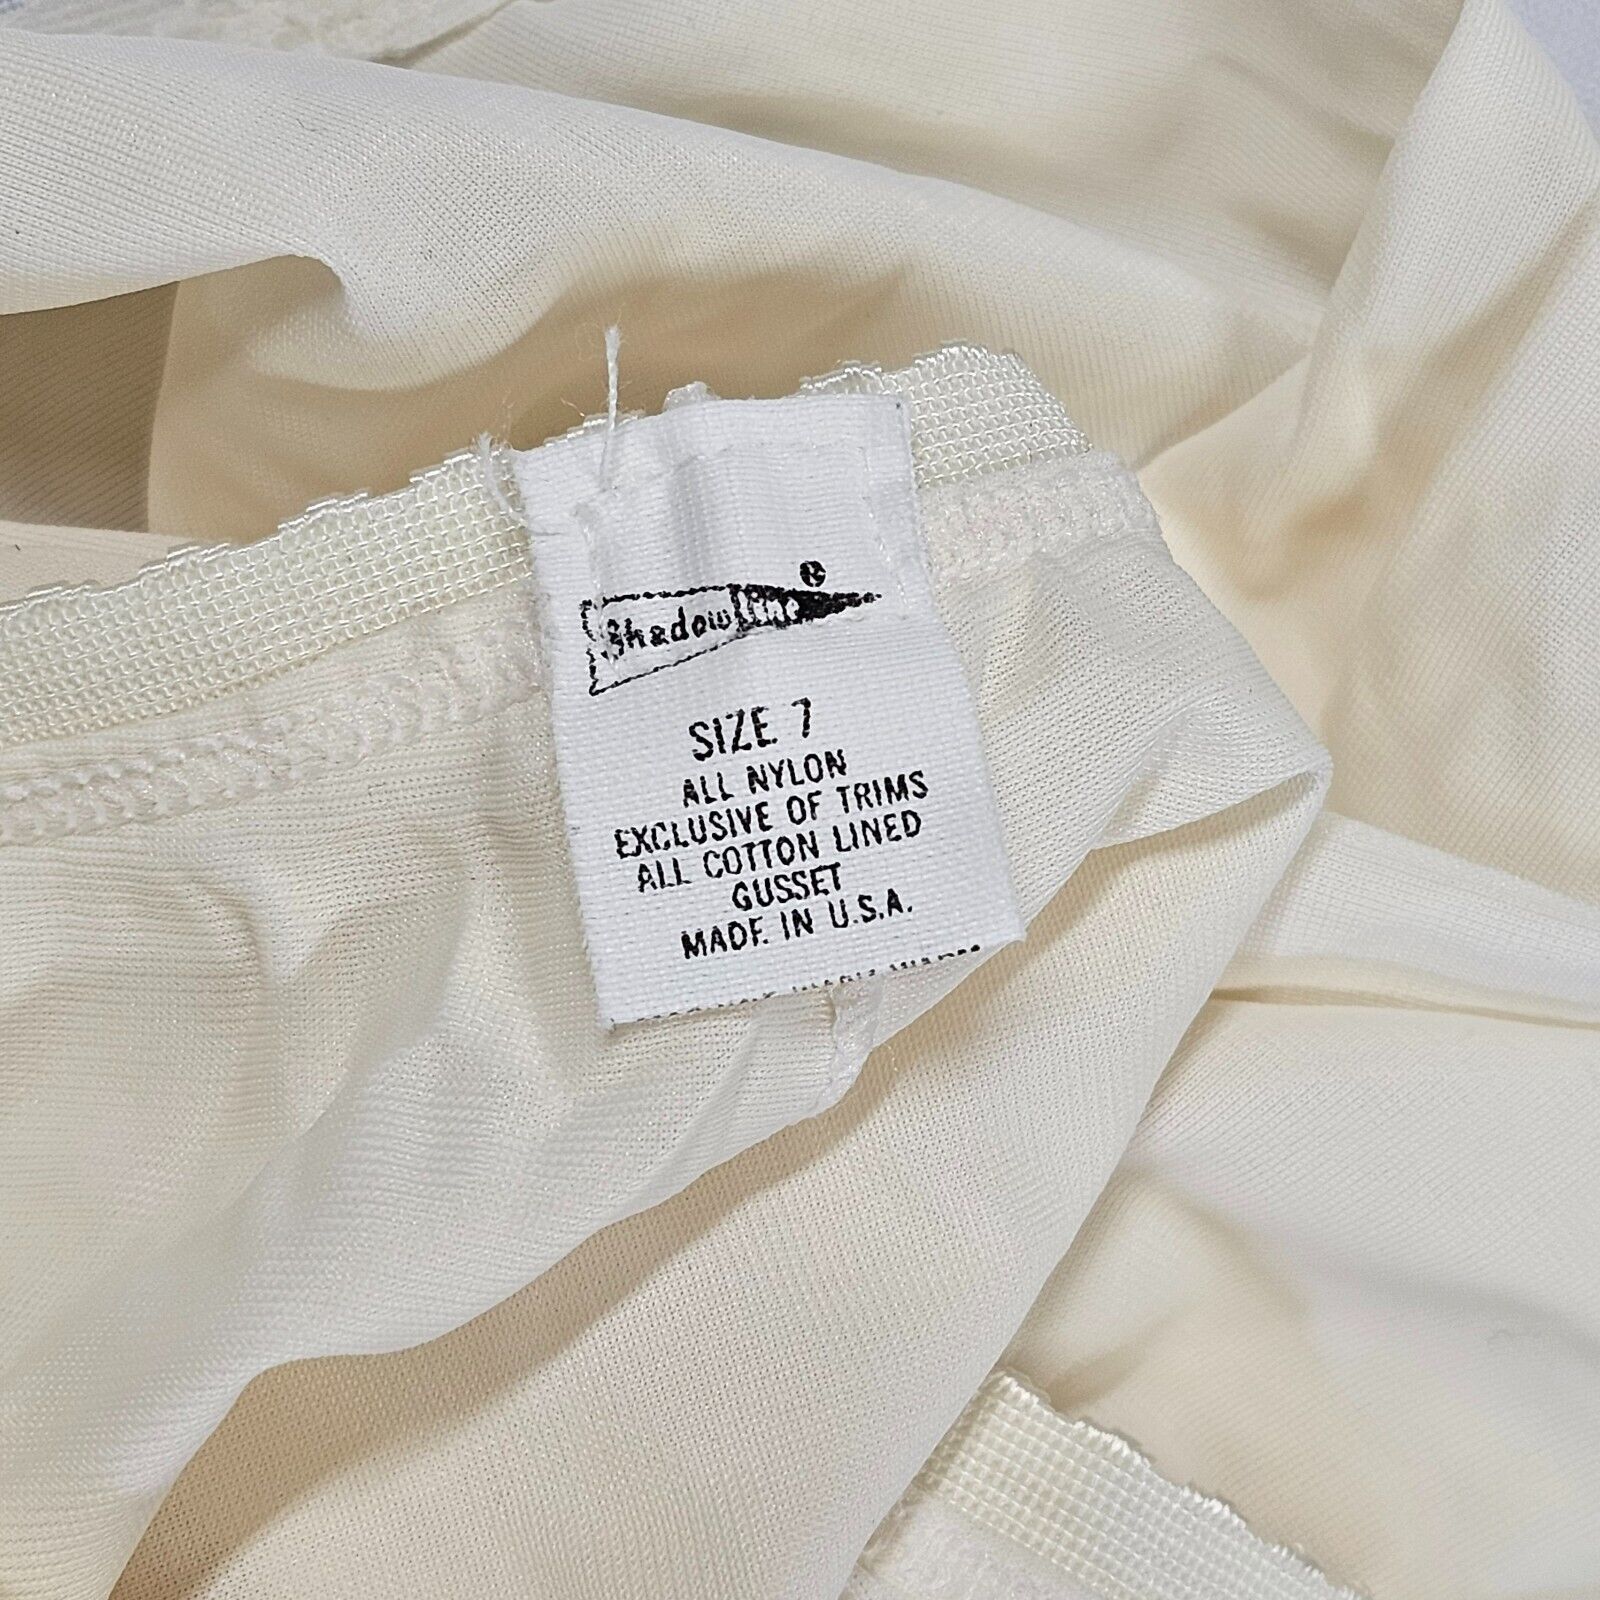 Shadowline®
SIZE 7
ALL NYLON
EXCLUSIVE OF TRIMS
ALL COTTON LINED
GUSSET
MADE IN U.S.A.